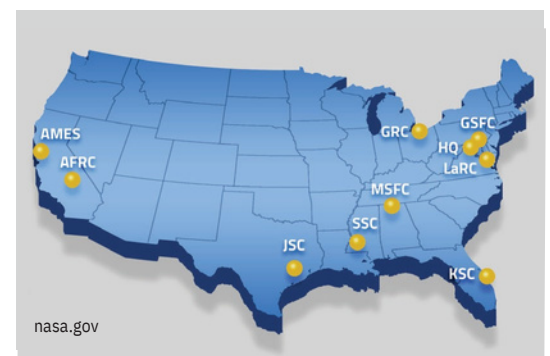 AMES
AFRC
GRC
GSFC
HQ
LaRC
MSFC
SSC
JSC
KSC
nasa.gov